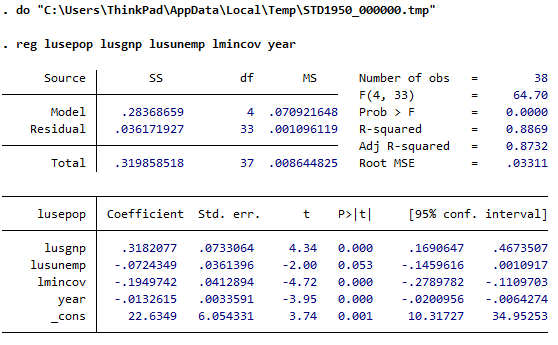 . do "C:\Users\ThinkPad\AppData\Local\Temp\STD1950_000000.tmp"
. reg lusepop lusgnp lusunemp lmincov year
Source SS df MS Number of obs = 38
F(4, 33) = 64.70
Model .28368659 4 .070921648 Prob > F = 0.0000
Residual .036171927 33 .001096119 R-squared = 0.8869
Adj R-squared = 0.8732
Total .319858518 37 .008644825 Root MSE = .03311
lusepop Coefficient Std. err. t P>|t| [95% conf. interval]
lusgnp .3182077 .0733064 4.34 0.000 .1690647 .4673507
lusunemp -.0724349 .0361396 -2.00 0.053 -.1459616 .0010917
lmincov -.1949742 .0412894 -4.72 0.000 -.2789782 -.1109703
year -.0132615 .0033591 -3.95 0.000 -.0200956 -.0064274
_cons 22.6349 6.054331 3.74 0.001 10.31727 34.95253